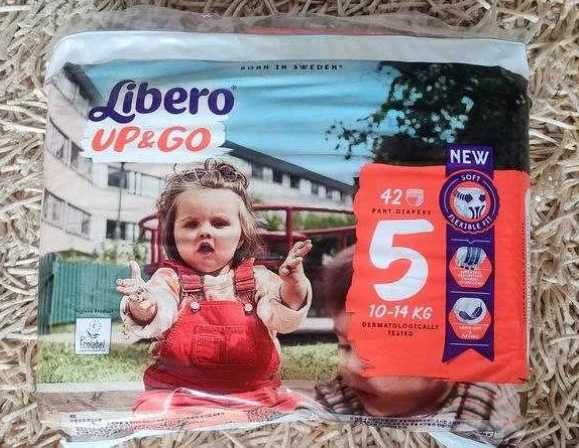 BORN IN SWEDEN*
Libero
UP&GO
NEW
SOFT
FLEXIBLE FIT
42
PANT DIAPERS
5
10-14 KG
DERMATOLOGICALLY
TESTED